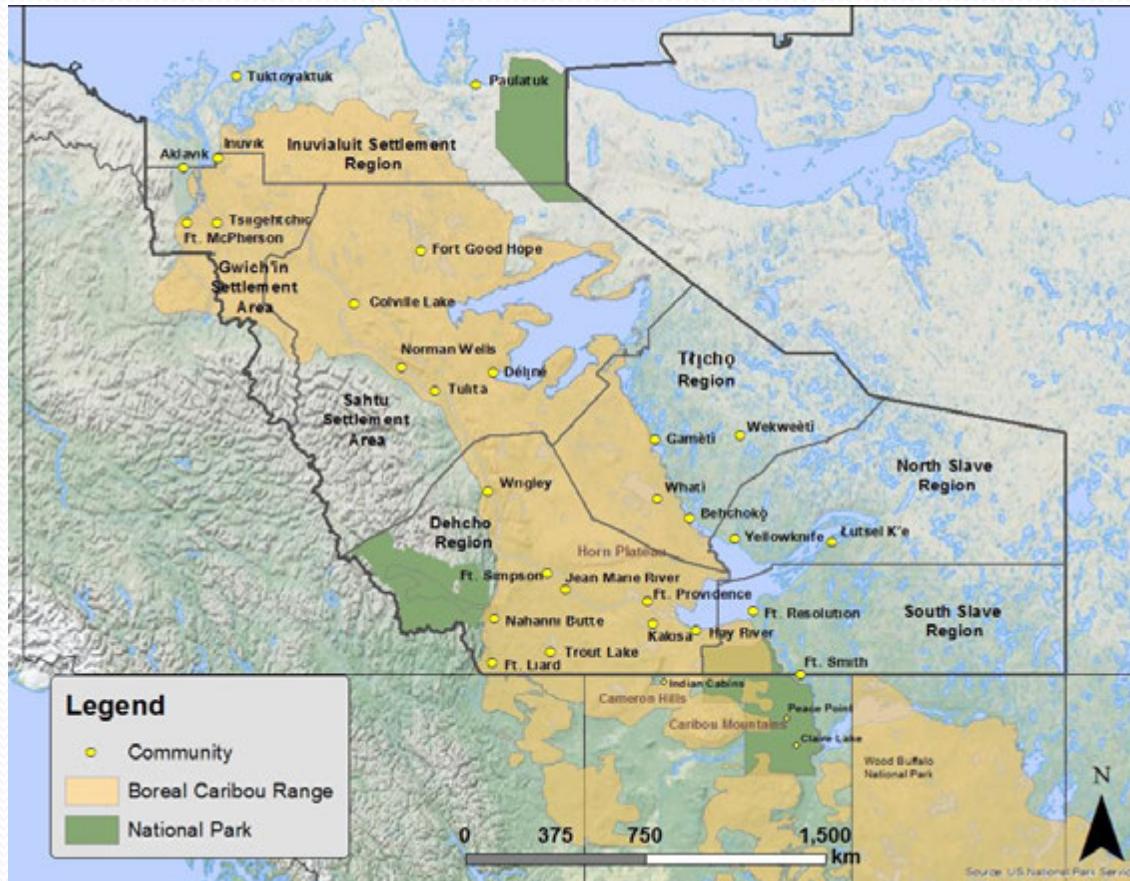 Tuktoyaktuk
Paulatuk
Inuvik
Aklavik
Inuvialuit Settlement
Region
Tsiigehtchic
Ft. McPherson
Fort Good Hope
Gwich'in
Settlement
Area
Colville Lake
Norman Wells
Délı̨nę
Tulita
Sahtu
Settlement
Area
Tłı̨chǫ
Region
Gamètì
Wekweètì
North Slave
Region
Wrigley
Whatì
Behchokǫ̀
Dehcho
Region
Yellowknife
Łutsel K'e
Horn Plateau
Ft. Simpson
Jean Marie River
Ft. Providence
Ft. Resolution
South Slave
Region
Nahanni Butte
Kakisa
Hay River
Trout Lake
Ft. Liard
Ft. Smith
Indian Cabins
Cameron Hills
Peace Point
Caribou Mountains
Claire Lake
Wood Buffalo
National Park
Legend
Community
Boreal Caribou Range
National Park
N
0 375 750 1,500
km
Source: US National Park Servic